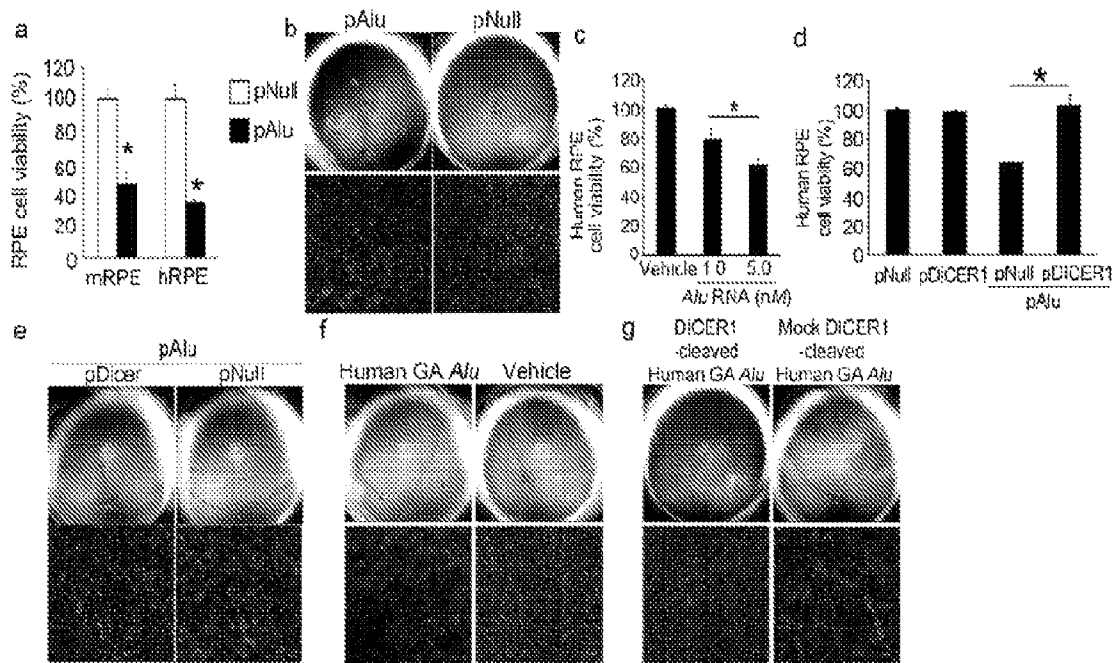 a
RPE cell viability (%)
120
100
80
60
40
20
0
mRPE hRPE
pNull
pAlu
*
*
b
pAlu pNull
c
Human RPE
cell viability (%)
120
100
80
60
40
20
0
*
Vehicle 1.0 5.0
Alu RNA (nM)
d
Human RPE
cell viability (%)
120
100
80
60
40
20
0
*
pNull pDICER1 pNull pDICER1
pAlu
e
pAlu
pDicer pNull
f
Human GA Alu Vehicle
g
DICER1
-cleaved
Human GA Alu
Mock DICER1
-cleaved
Human GA Alu